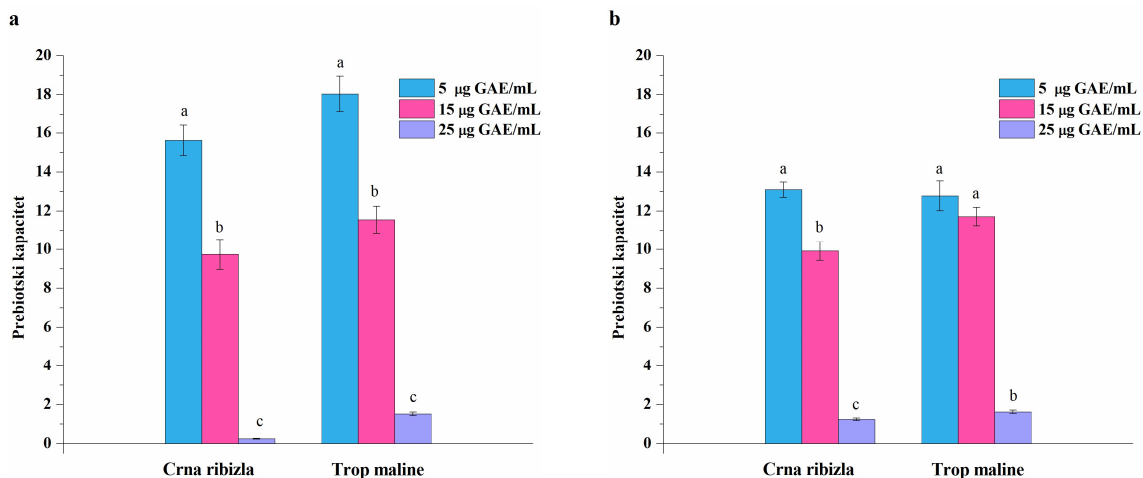 a
Prebiotski kapacitet
20
18
16
14
12
10
8
6
4
2
0
5 μg GAE/mL
15 μg GAE/mL
25 μg GAE/mL
a
b
c
a
b
c
Crna ribizla
Trop maline
b
Prebiotski kapacitet
20
18
16
14
12
10
8
6
4
2
0
5 μg GAE/mL
15 μg GAE/mL
25 μg GAE/mL
a
b
c
a
a
b
Crna ribizla
Trop maline